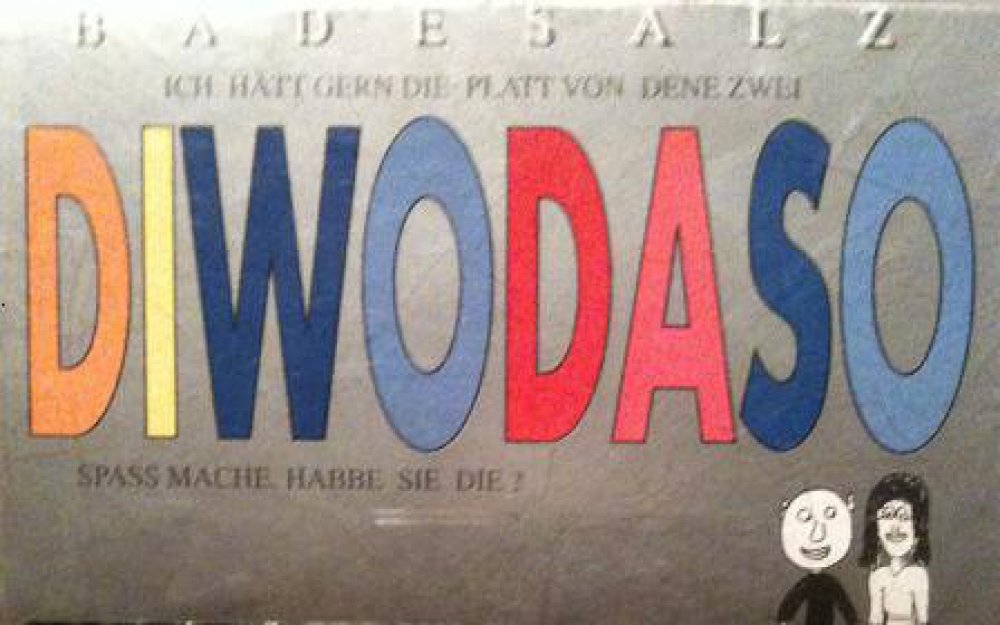 BADESALZ
ICH HÄTT GERN DIE PLATT VON DENE ZWEI
DIWODASO
SPASS MACHE HABBE SIE DIE?